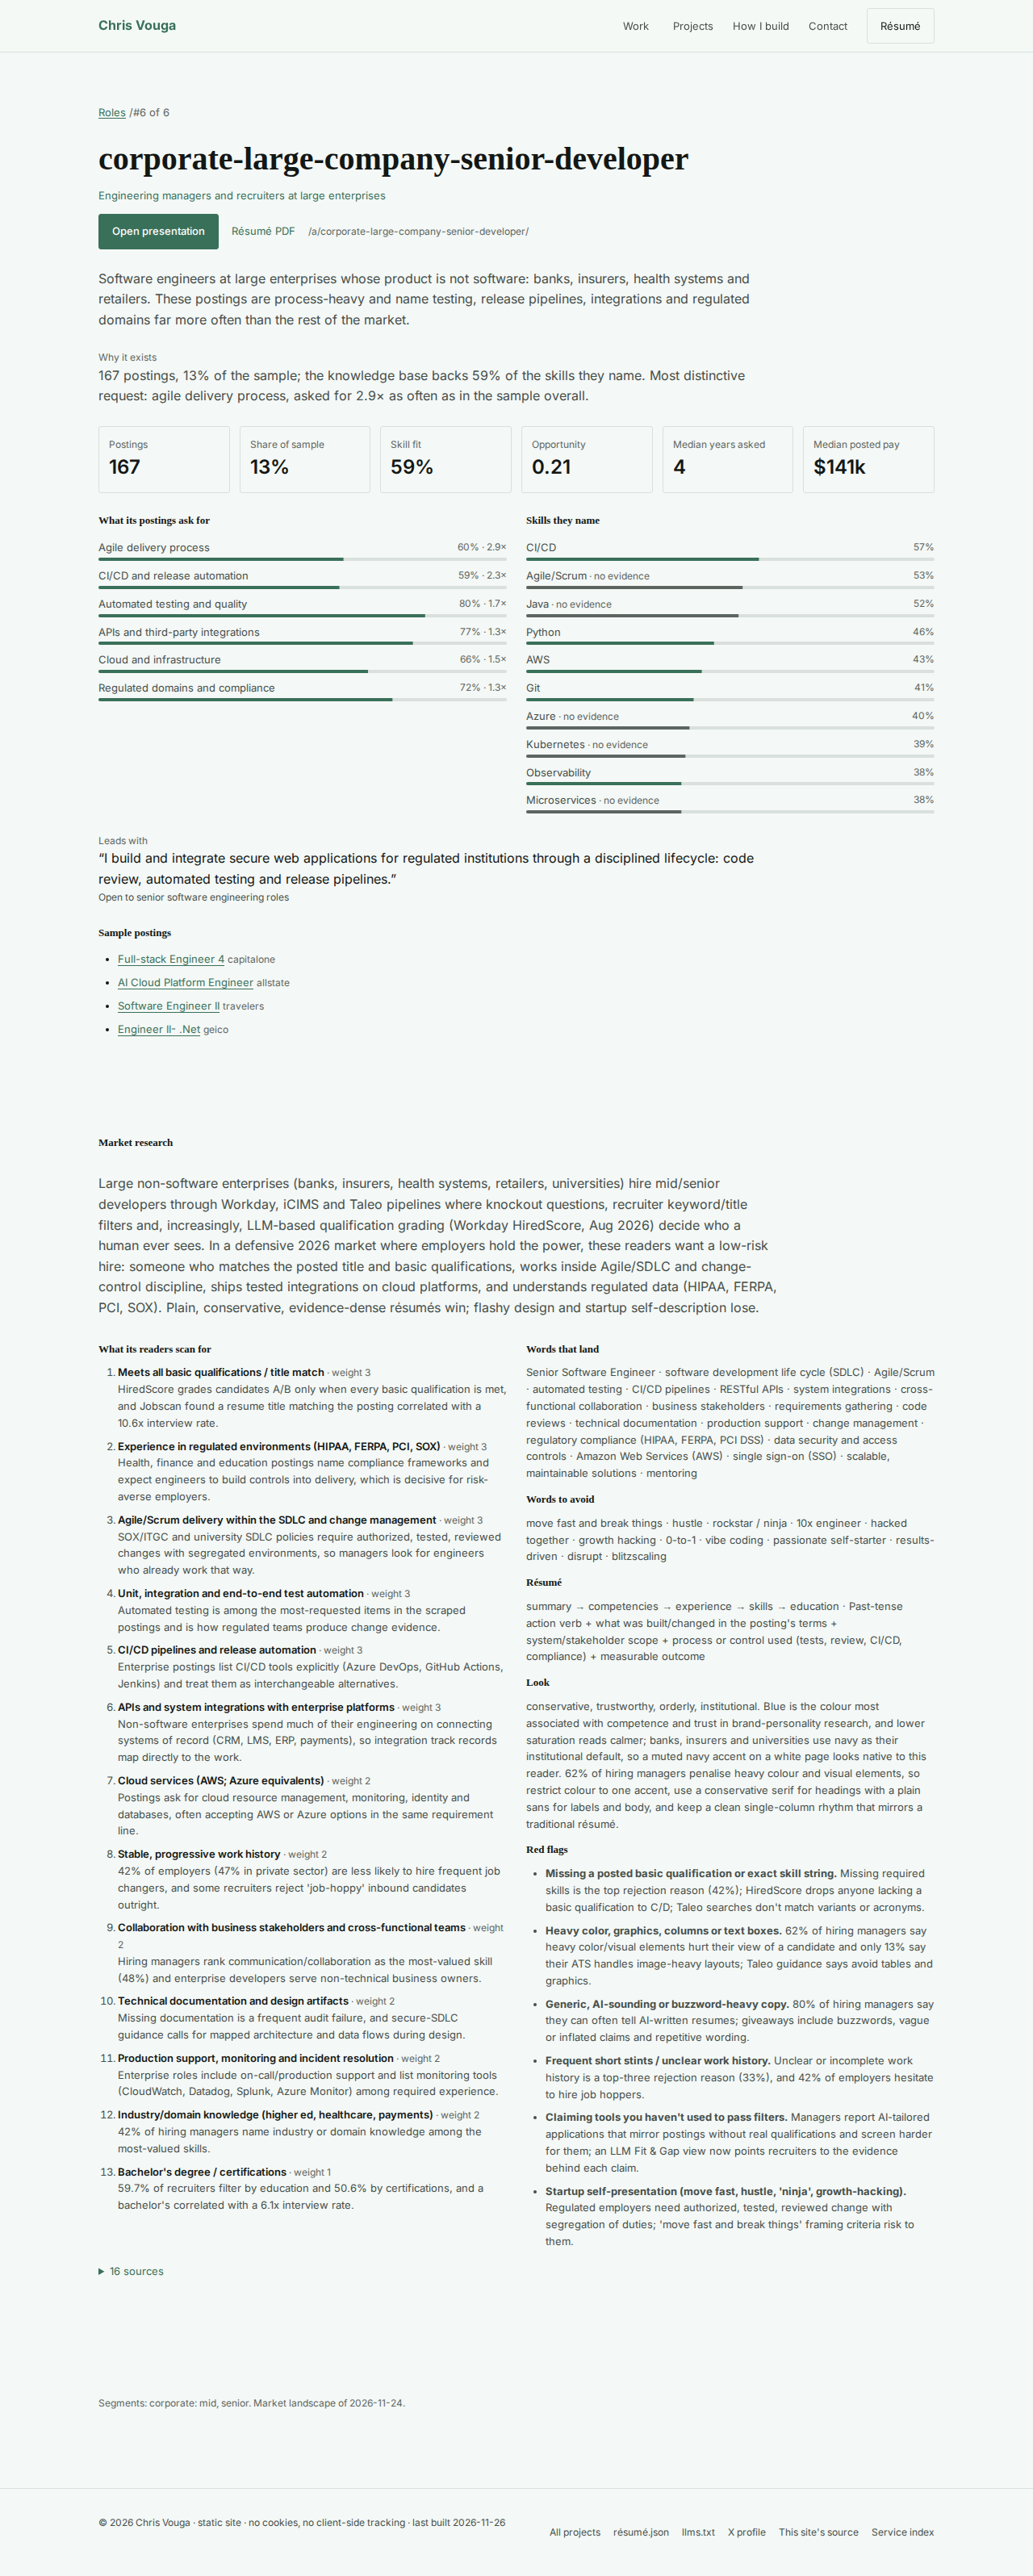 Chris Vouga
Work Projects How I build Contact Résumé
Roles /#6 of 6
corporate-large-company-senior-developer
Engineering managers and recruiters at large enterprises
Open presentation Résumé PDF /a/corporate-large-company-senior-developer/
Software engineers at large enterprises whose product is not software: banks, insurers, health systems and
retailers. These postings are process-heavy and name testing, release pipelines, integrations and regulated
domains far more often than the rest of the market.
Why it exists
167 postings, 13% of the sample; the knowledge base backs 59% of the skills they name. Most distinctive
request: agile delivery process, asked for 2.9× as often as in the sample overall.
Postings
167
Share of sample
13%
Skill fit
59%
Opportunity
0.21
Median years asked
4
Median posted pay
$141k
What its postings ask for
Agile delivery process 60% · 2.9×
CI/CD and release automation 59% · 2.3×
Automated testing and quality 80% · 1.7×
APIs and third-party integrations 77% · 1.3×
Cloud and infrastructure 66% · 1.5×
Regulated domains and compliance 72% · 1.3×
Skills they name
CI/CD 57%
Agile/Scrum · no evidence 53%
Java · no evidence 52%
Python 46%
AWS 43%
Git 41%
Azure · no evidence 40%
Kubernetes · no evidence 39%
Observability 38%
Microservices · no evidence 38%
Leads with
“I build and integrate secure web applications for regulated institutions through a disciplined lifecycle: code
review, automated testing and release pipelines.”
Open to senior software engineering roles
Sample postings
• Full-stack Engineer 4 capitalone
• AI Cloud Platform Engineer allstate
• Software Engineer II travelers
• Engineer II- .Net geico
Market research
Large non-software enterprises (banks, insurers, health systems, retailers, universities) hire mid/senior
developers through Workday, iCIMS and Taleo pipelines where knockout questions, recruiter keyword/title
filters and, increasingly, LLM-based qualification grading (Workday HiredScore, Aug 2026) decide who a
human ever sees. In a defensive 2026 market where employers hold the power, these readers want a low-risk
hire: someone who matches the posted title and basic qualifications, works inside Agile/SDLC and change-
control discipline, ships tested integrations on cloud platforms, and understands regulated data (HIPAA, FERPA,
PCI, SOX). Plain, conservative, evidence-dense résumés win; flashy design and startup self-description lose.
What its readers scan for
1. Meets all basic qualifications / title match · weight 3
HiredScore grades candidates A/B only when every basic qualification is met,
and Jobscan found a resume title matching the posting correlated with a
10.6x interview rate.
2. Experience in regulated environments (HIPAA, FERPA, PCI, SOX) · weight 3
Health, finance and education postings name compliance frameworks and
expect engineers to build controls into delivery, which is decisive for risk-
averse employers.
3. Agile/Scrum delivery within the SDLC and change management · weight 3
SOX/ITGC and university SDLC policies require authorized, tested, reviewed
changes with segregated environments, so managers look for engineers
who already work that way.
4. Unit, integration and end-to-end test automation · weight 3
Automated testing is among the most-requested items in the scraped
postings and is how regulated teams produce change evidence.
5. CI/CD pipelines and release automation · weight 3
Enterprise postings list CI/CD tools explicitly (Azure DevOps, GitHub Actions,
Jenkins) and treat them as interchangeable alternatives.
6. APIs and system integrations with enterprise platforms · weight 3
Non-software enterprises spend much of their engineering on connecting
systems of record (CRM, LMS, ERP, payments), so integration track records
map directly to the work.
7. Cloud services (AWS; Azure equivalents) · weight 2
Postings ask for cloud resource management, monitoring, identity and
databases, often accepting AWS or Azure options in the same requirement
line.
8. Stable, progressive work history · weight 2
42% of employers (47% in private sector) are less likely to hire frequent job
changers, and some recruiters reject 'job-hoppy' inbound candidates
outright.
9. Collaboration with business stakeholders and cross-functional teams · weight
2
Hiring managers rank communication/collaboration as the most-valued skill
(48%) and enterprise developers serve non-technical business owners.
10. Technical documentation and design artifacts · weight 2
Missing documentation is a frequent audit failure, and secure-SDLC
guidance calls for mapped architecture and data flows during design.
11. Production support, monitoring and incident resolution · weight 2
Enterprise roles include on-call/production support and list monitoring tools
(CloudWatch, Datadog, Splunk, Azure Monitor) among required experience.
12. Industry/domain knowledge (higher ed, healthcare, payments) · weight 2
42% of hiring managers name industry or domain knowledge among the
most-valued skills.
13. Bachelor's degree / certifications · weight 1
59.7% of recruiters filter by education and 50.6% by certifications, and a
bachelor's correlated with a 6.1x interview rate.
Words that land
Senior Software Engineer · software development life cycle (SDLC) · Agile/Scrum
· automated testing · CI/CD pipelines · RESTful APIs · system integrations · cross-
functional collaboration · business stakeholders · requirements gathering · code
reviews · technical documentation · production support · change management ·
regulatory compliance (HIPAA, FERPA, PCI DSS) · data security and access
controls · Amazon Web Services (AWS) · single sign-on (SSO) · scalable,
maintainable solutions · mentoring
Words to avoid
move fast and break things · hustle · rockstar / ninja · 10x engineer · hacked
together · growth hacking · 0-to-1 · vibe coding · passionate self-starter · results-
driven · disrupt · blitzscaling
Résumé
summary → competencies → experience → skills → education · Past-tense
action verb + what was built/changed in the posting's terms +
system/stakeholder scope + process or control used (tests, review, CI/CD,
compliance) + measurable outcome
Look
conservative, trustworthy, orderly, institutional. Blue is the colour most
associated with competence and trust in brand-personality research, and lower
saturation reads calmer; banks, insurers and universities use navy as their
institutional default, so a muted navy accent on a white page looks native to this
reader. 62% of hiring managers penalise heavy colour and visual elements, so
restrict colour to one accent, use a conservative serif for headings with a plain
sans for labels and body, and keep a clean single-column rhythm that mirrors a
traditional résumé.
Red flags
• Missing a posted basic qualification or exact skill string. Missing required
skills is the top rejection reason (42%); HiredScore drops anyone lacking a
basic qualification to C/D; Taleo searches don't match variants or acronyms.
• Heavy color, graphics, columns or text boxes. 62% of hiring managers say
heavy color/visual elements hurt their view of a candidate and only 13% say
their ATS handles image-heavy layouts; Taleo guidance says avoid tables and
graphics.
• Generic, AI-sounding or buzzword-heavy copy. 80% of hiring managers say
they can often tell AI-written resumes; giveaways include buzzwords, vague
or inflated claims and repetitive wording.
• Frequent short stints / unclear work history. Unclear or incomplete work
history is a top-three rejection reason (33%), and 42% of employers hesitate
to hire job hoppers.
• Claiming tools you haven't used to pass filters. Managers report AI-tailored
applications that mirror postings without real qualifications and screen harder
for them; an LLM Fit & Gap view now points recruiters to the evidence
behind each claim.
• Startup self-presentation (move fast, hustle, 'ninja', growth-hacking).
Regulated employers need authorized, tested, reviewed change with
segregation of duties; 'move fast and break things' framing criteria risk to
them.
▶ 16 sources
Segments: corporate: mid, senior. Market landscape of 2026-11-24.
© 2026 Chris Vouga · static site · no cookies, no client-side tracking · last built 2026-11-26
All projects résumé.json llms.txt X profile This site's source Service index